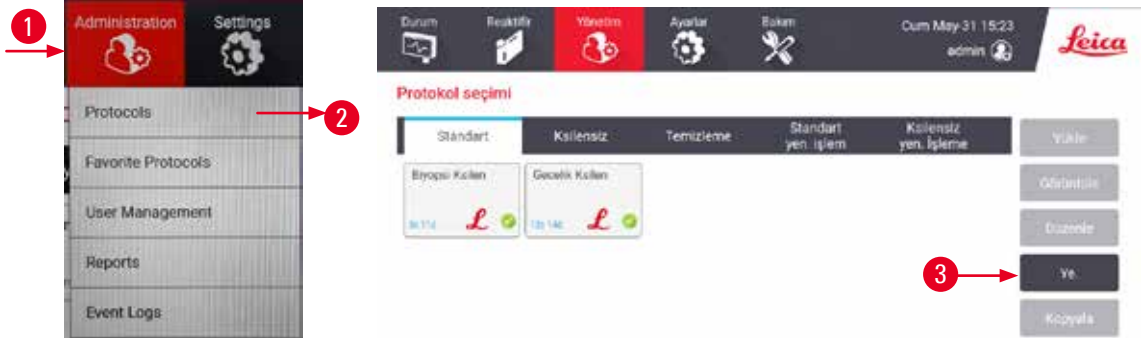 1
Administration
Settings
Protocols
2
Favorite Protocols
User Management
Reports
Event Logs
Durum
Reaktifir
Yönetim
Ayarlar
Bakım
Cum May-31 15:23
admin
Leica
Protokol seçimi
Standart
Ksilensiz
Temizleme
Standart
yen. işlem
Ksilensiz
yen. İşleme
Yükle
Biyopsi Ksilen
Gecelik Ksilen
L
L
Görüntüle
Düzenle
3
Ye
Kopyala